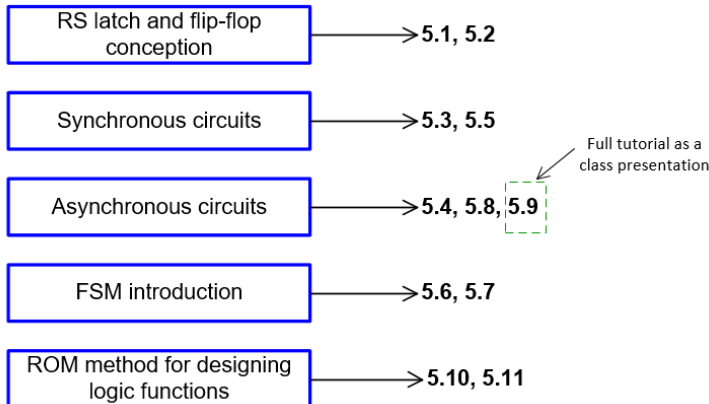 RS latch and flip-flop
conception
5.1, 5.2
Synchronous circuits
5.3, 5.5
Full tutorial as a
class presentation
Asynchronous circuits
5.4, 5.8, 5.9
FSM introduction
5.6, 5.7
ROM method for designing
logic functions
5.10, 5.11